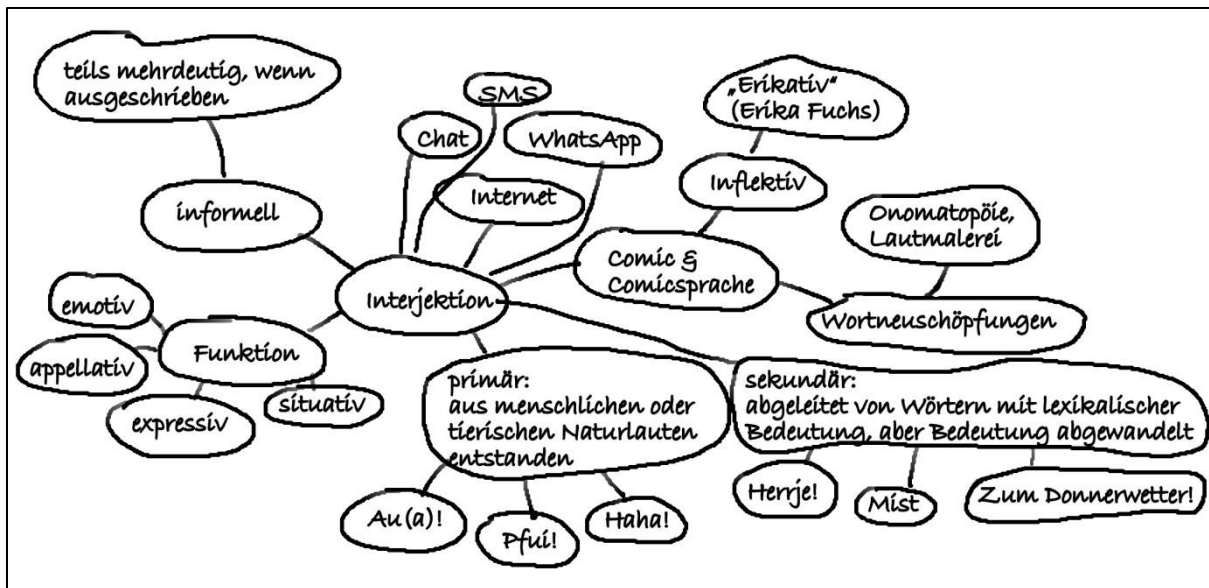 teils mehrdeutig, wenn
ausgeschrieben
informell
Chat
SMS
WhatsApp
Internet
„Erikativ“
(Erika Fuchs)
Inflektiv
Onomatopöie,
Lautmalerei
Comic &
Comicsprache
Wortneuschöpfungen
Interjektion
emotiv
appellativ
Funktion
expressiv
situativ
primär:
aus menschlichen oder
tierischen Naturlauten
entstanden
Au(a)!
Pfui!
Haha!
sekundär:
abgeleitet von Wörtern mit lexikalischer
Bedeutung, aber Bedeutung abgewandelt
Herrje!
Mist
Zum Donnerwetter!